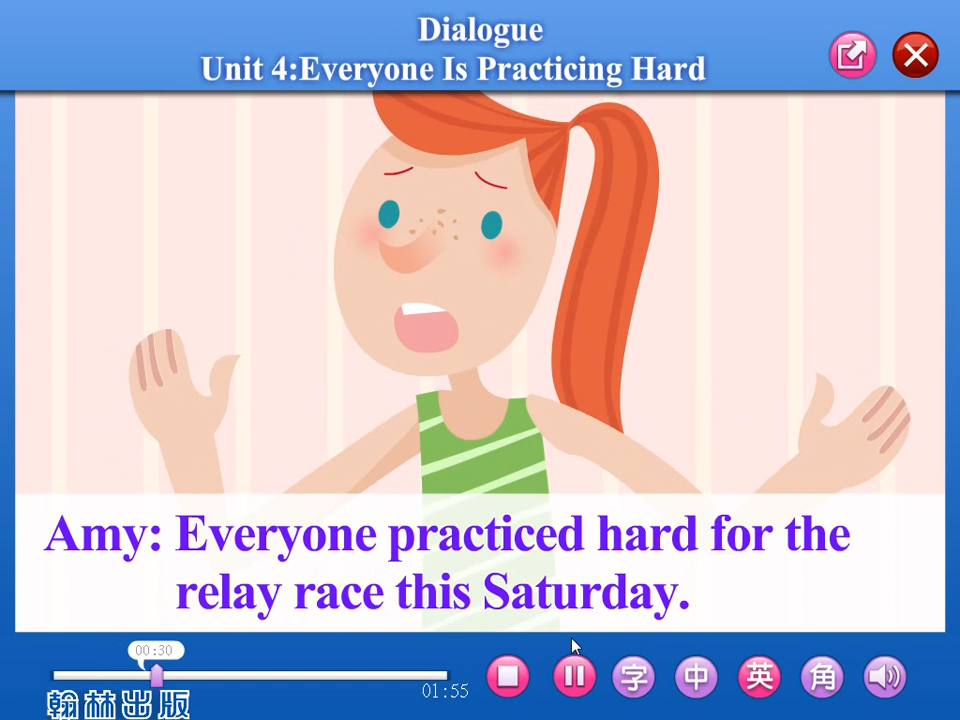 Dialogue
Unit 4:Everyone Is Practicing Hard
Amy: Everyone practiced hard for the
relay race this Saturday.
00:30
01:55
字 中 英 角
翰林出版